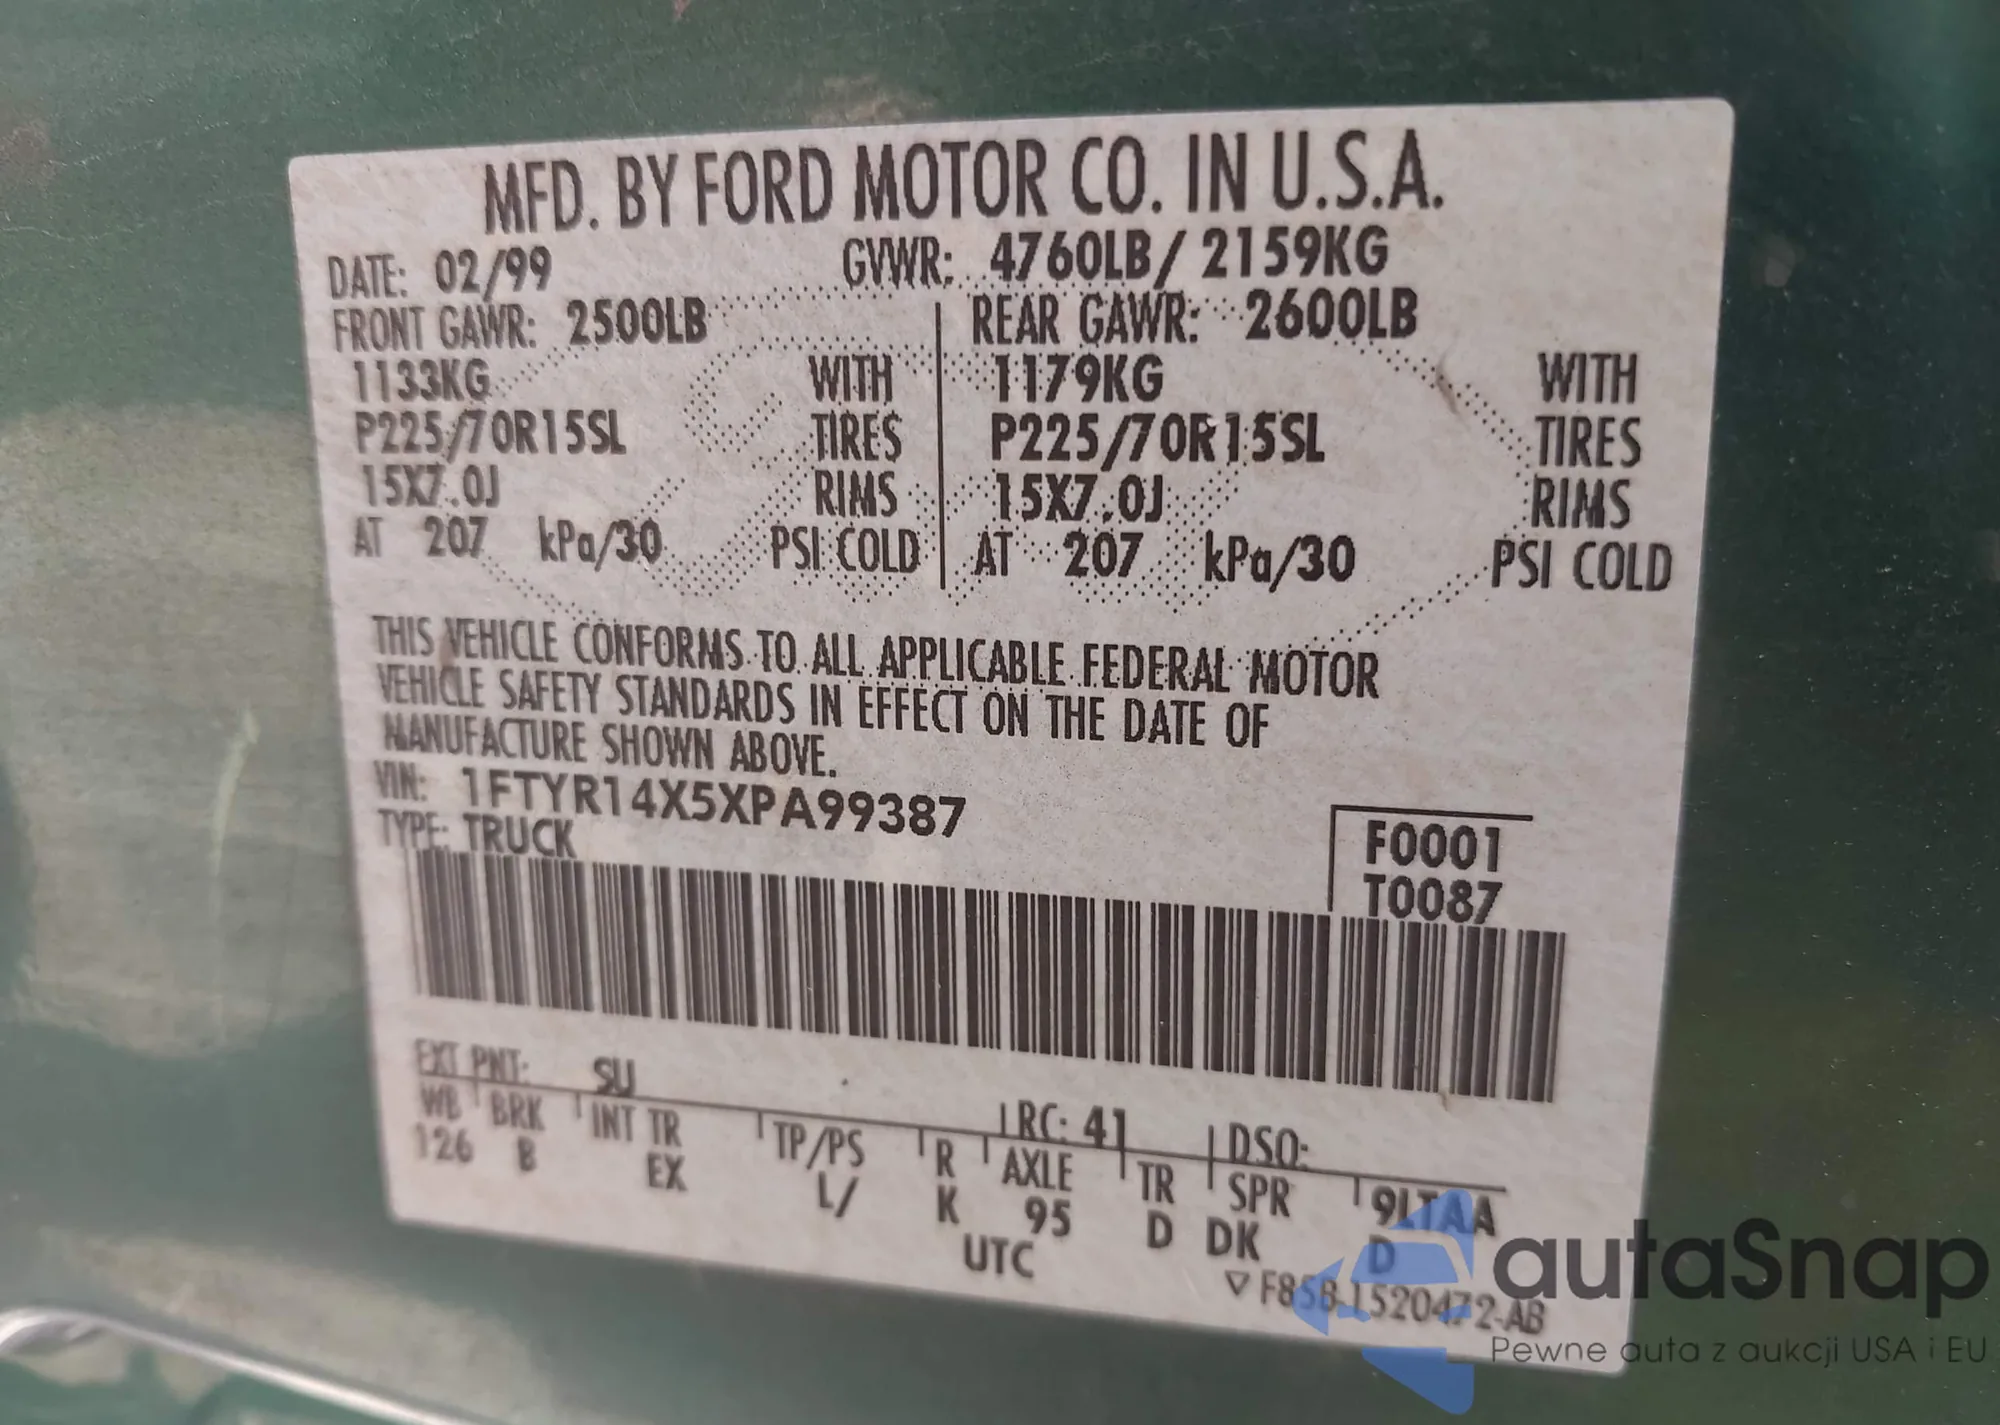 MFD. BY FORD MOTOR CO. IN U.S.A.
DATE: 02/99 GVWR: 4760LB/ 2159KG
FRONT GAWR: 2500LB REAR GAWR: 2600LB
1133KG WITH 1179KG WITH
P225/70R15SL TIRES P225/70R15SL TIRES
15X7.0J RIMS 15X7.0J RIMS
AT 207 kPa/30 PSI COLD AT 207 kPa/30 PSI COLD
THIS VEHICLE CONFORMS TO ALL APPLICABLE FEDERAL MOTOR
VEHICLE SAFETY STANDARDS IN EFFECT ON THE DATE OF
MANUFACTURE SHOWN ABOVE.
VIN: 1FTYR14X5XPA99387
TYPE: TRUCK
F0001
T0087
EXT PNT: SU RC: 41 DSO:
WB BRK INT TR TP/PS R AXLE TR SPR 9LTAA
126 B EX L/ K 95 D DK D
UTC
▽ F85B-1520472-AB
autaSnap
Pewne auta z aukcji USA i EU